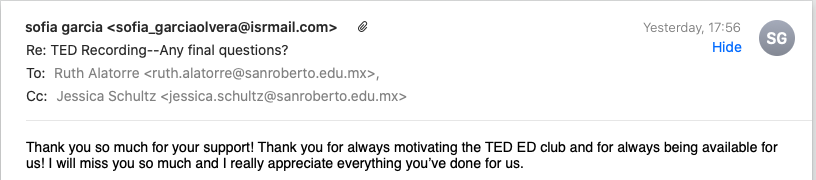 sofia garcia <sofia_garciaolvera@isrmail.com>
Yesterday, 17:56
SG
Re: TED Recording--Any final questions?
Hide
To: Ruth Alatorre <ruth.alatorre@sanroberto.edu.mx>,
Cc: Jessica Schultz <jessica.schultz@sanroberto.edu.mx>
Thank you so much for your support! Thank you for always motivating the TED ED club and for always being available for
us! I will miss you so much and I really appreciate everything you've done for us.